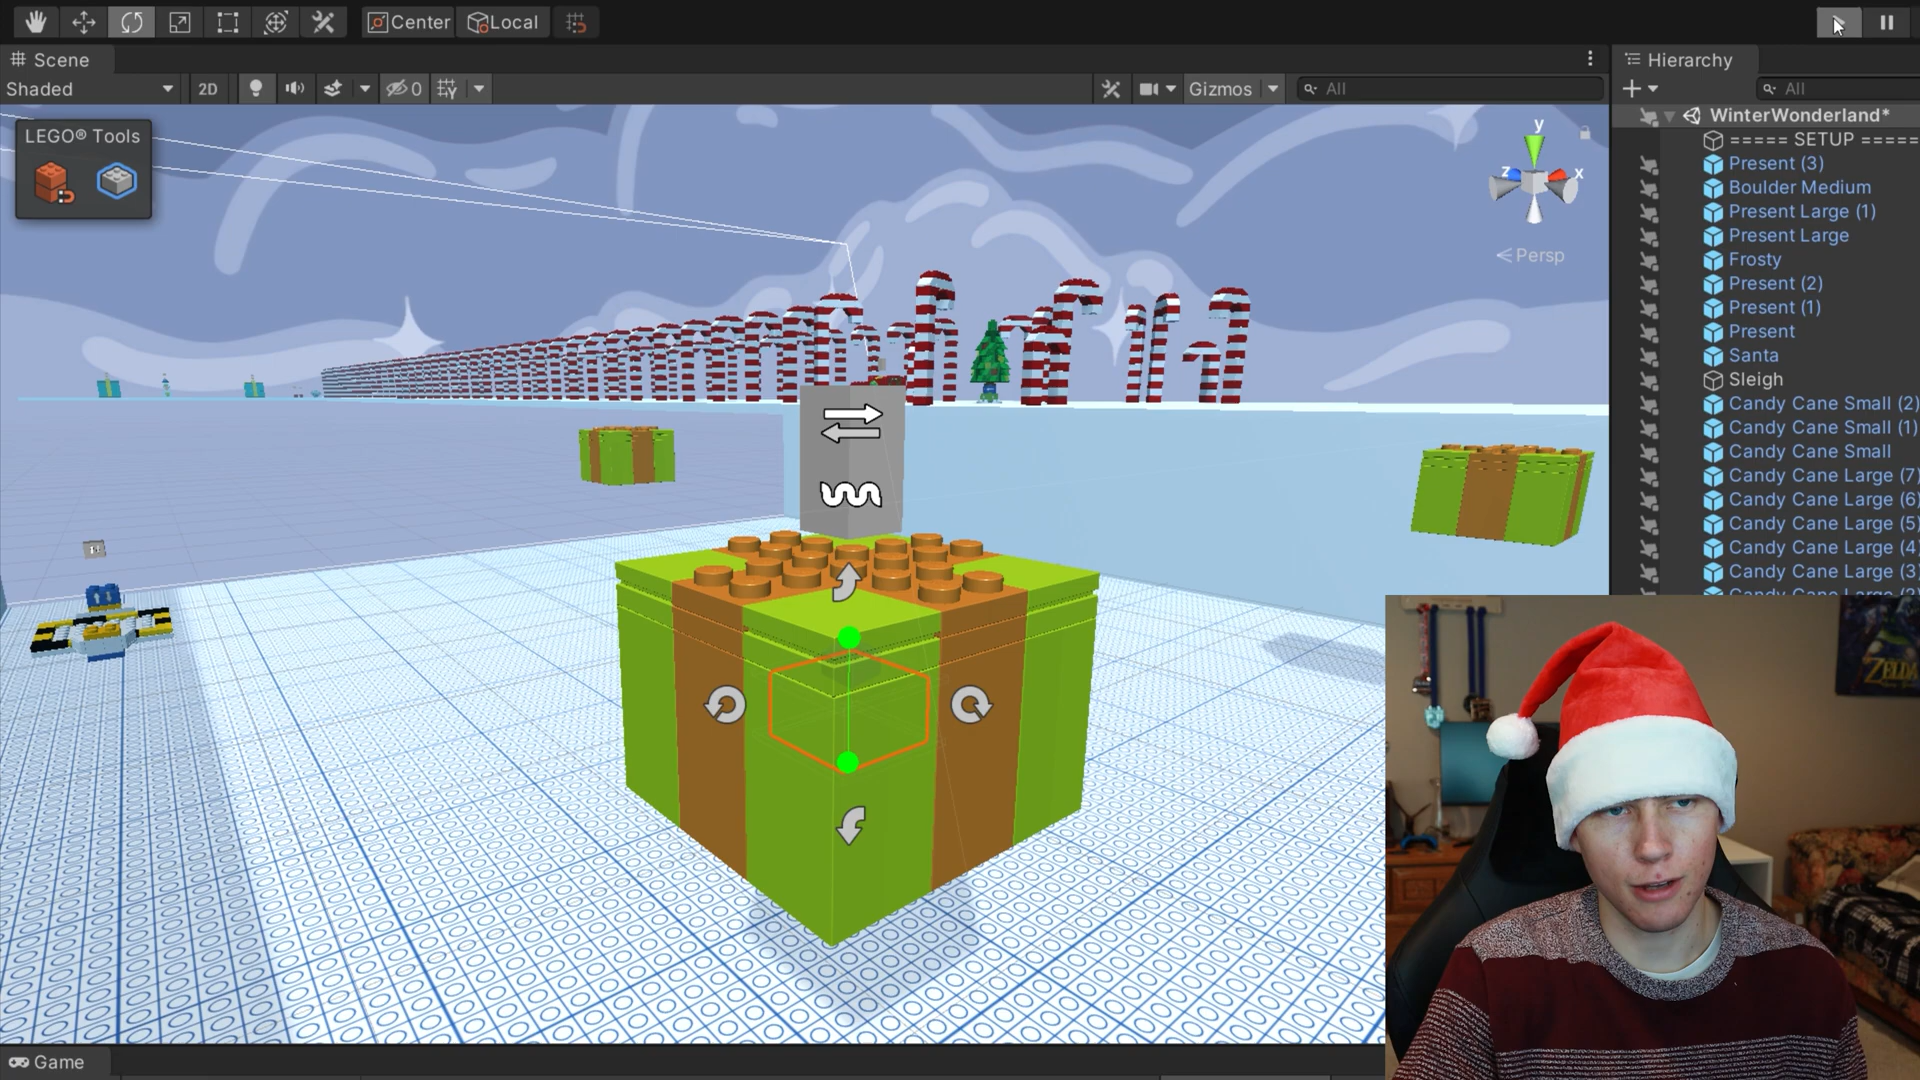 Center
Local
Scene
Hierarchy
Shaded
2D
0
Gizmos
All
All
LEGO® Tools
WinterWonderland*
===== SETUP =====
Present (3)
Boulder Medium
Present Large (1)
Present Large
Frosty
Present (2)
Present (1)
Present
Santa
Sleigh
Candy Cane Small (2)
Candy Cane Small (1)
Candy Cane Small
Candy Cane Large (7)
Candy Cane Large (6)
Candy Cane Large (5)
Candy Cane Large (4)
Candy Cane Large (3)
y
z
x
Persp
ZELDA
Game